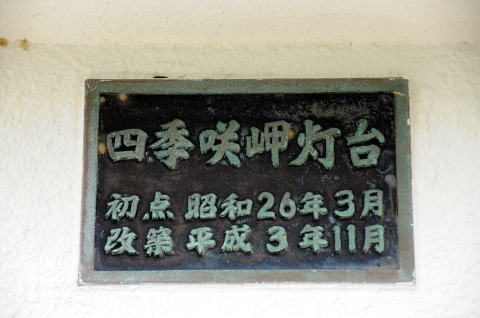 四季咲岬灯台
初点 昭和26年3月
改築 平成3年11月